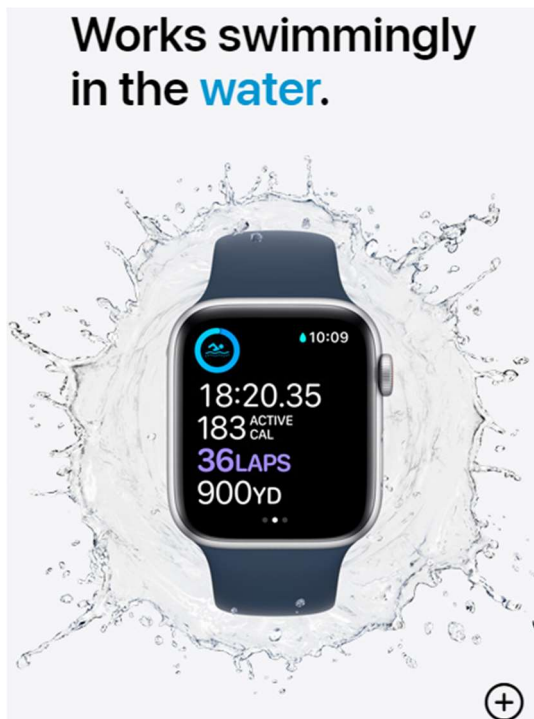 Works swimmingly
in the water.
10:09
18:20.35
183 ACTIVE
CAL
36LAPS
900YD